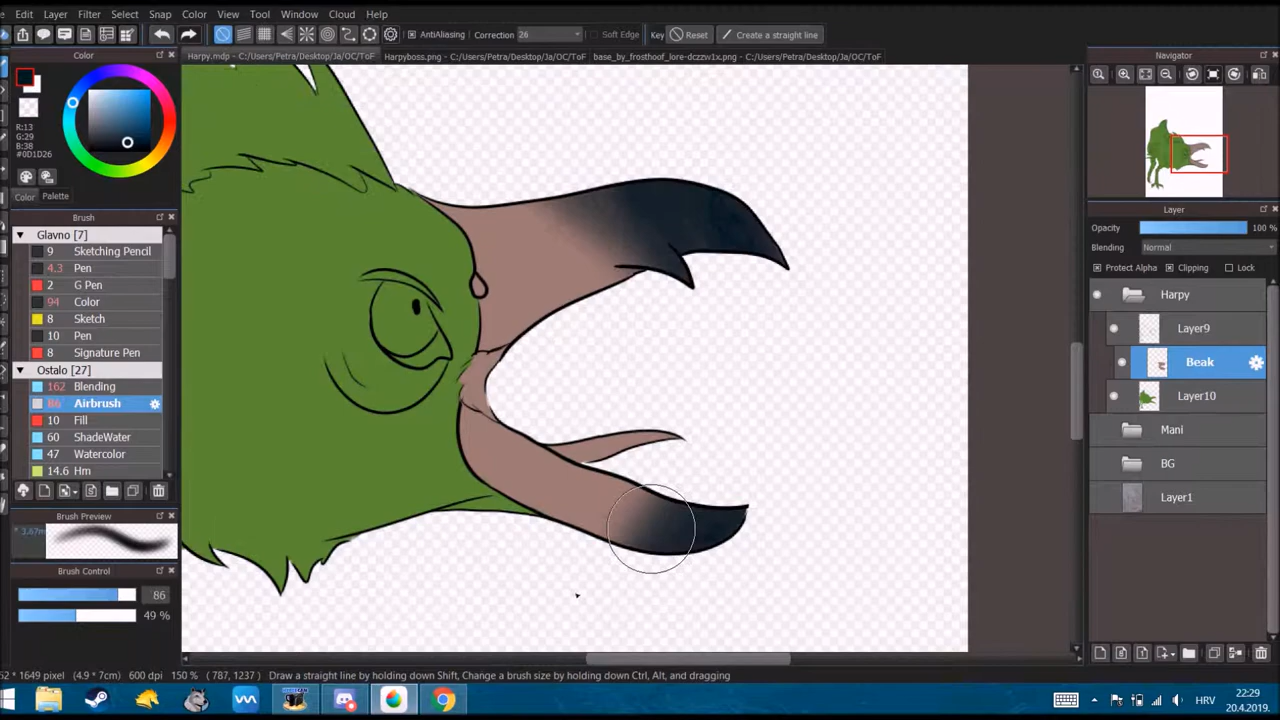 Edit Layer Filter Select Snap Color View Tool Window Cloud Help
AntiAliasing Correction 26 Soft Edge Key Reset Create a straight line
Color
Harpy.mdp - C:/Users/Petra/Desktop/Ja/OC/ToF Harpyboss.png - C:/Users/Petra/Desktop/Ja/OC/ToF base_by_frosthoof_lore-dczzw1x.png - C:/Users/Petra/Desktop/Ja/OC/ToF
Navigator
R:13
G:29
B:38
#0D1D26
Color Palette
Brush
Glavno [7]
9 Sketching Pencil
4.3 Pen
2 G Pen
94 Color
8 Sketch
10 Pen
8 Signature Pen
Ostalo [27]
162 Blending
86 Airbrush
10 Fill
60 ShadeWater
47 Watercolor
14.6 Hm
Brush Preview
* 3.67m
Brush Control
86
49 %
Layer
Opacity 100 %
Blending Normal
Protect Alpha Clipping Lock
Harpy
Layer9
Beak
Layer10
Mani
BG
Layer1
52 * 1649 pixel (4.9 * 7cm) 600 dpi 150 % (787, 1237) Draw a straight line by holding down Shift, Change a brush size by holding down Ctrl, Alt, and dragging
HRV
22:29
20.4.2019.